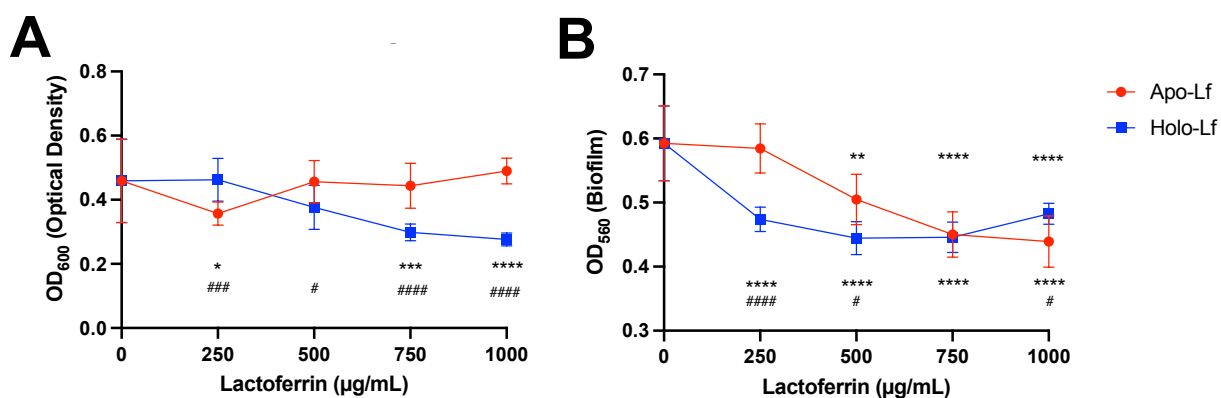 A
B
0.8
0.6
0.4
0.2
0.0
OD600 (Optical Density)
* *** ****
### # #### ####
0 250 500 750 1000
Lactoferrin (µg/mL)
0.7
0.6
0.5
0.4
0.3
OD560 (Biofilm)
** **** ****
**** **** **** ****
#### # #
0 250 500 750 1000
Lactoferrin (µg/mL)
Apo-Lf
Holo-Lf